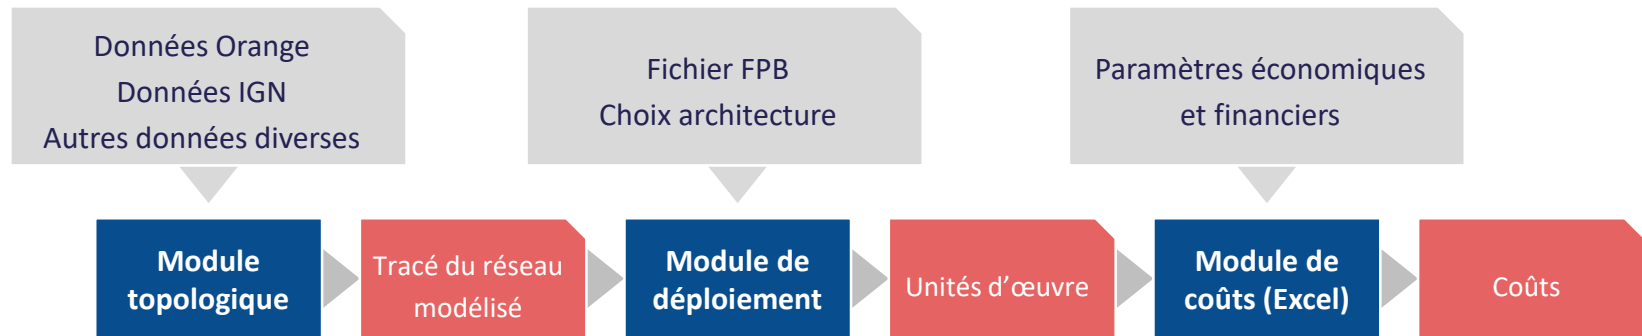 Données Orange
Données IGN
Autres données diverses
Fichier FPB
Choix architecture
Paramètres économiques
et financiers
Module
topologique
Tracé du réseau
modélisé
Module de
déploiement
Unités d’œuvre
Module de
coûts (Excel)
Coûts